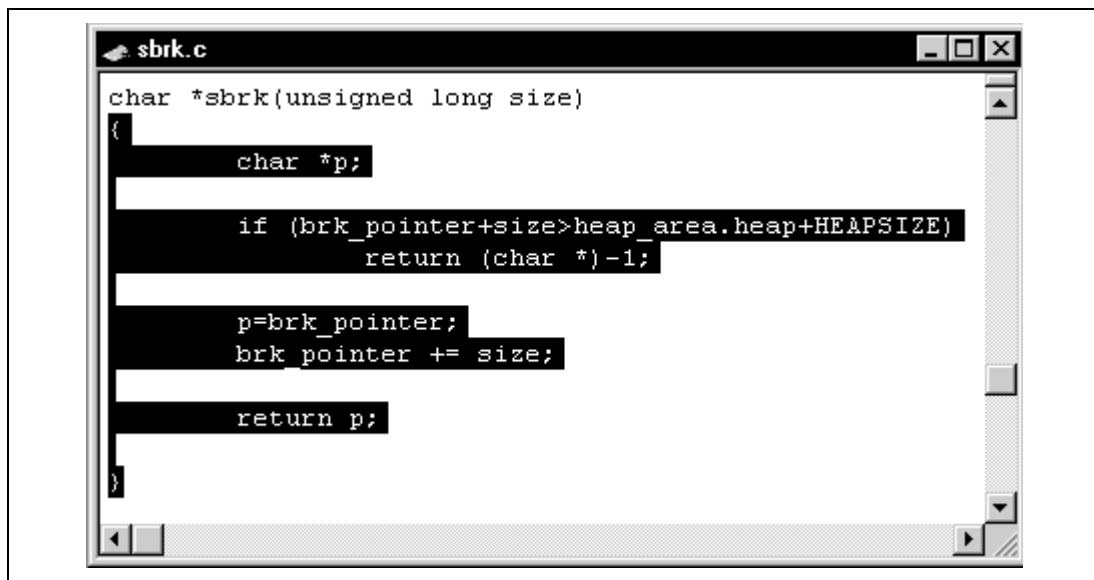 sbrk.c
char *sbrk(unsigned long size)
{
        char *p;
        if (brk_pointer+size>heap_area.heap+HEAPSIZE)
                return (char *)-1;
        p=brk_pointer;
        brk_pointer += size;
        return p;
}